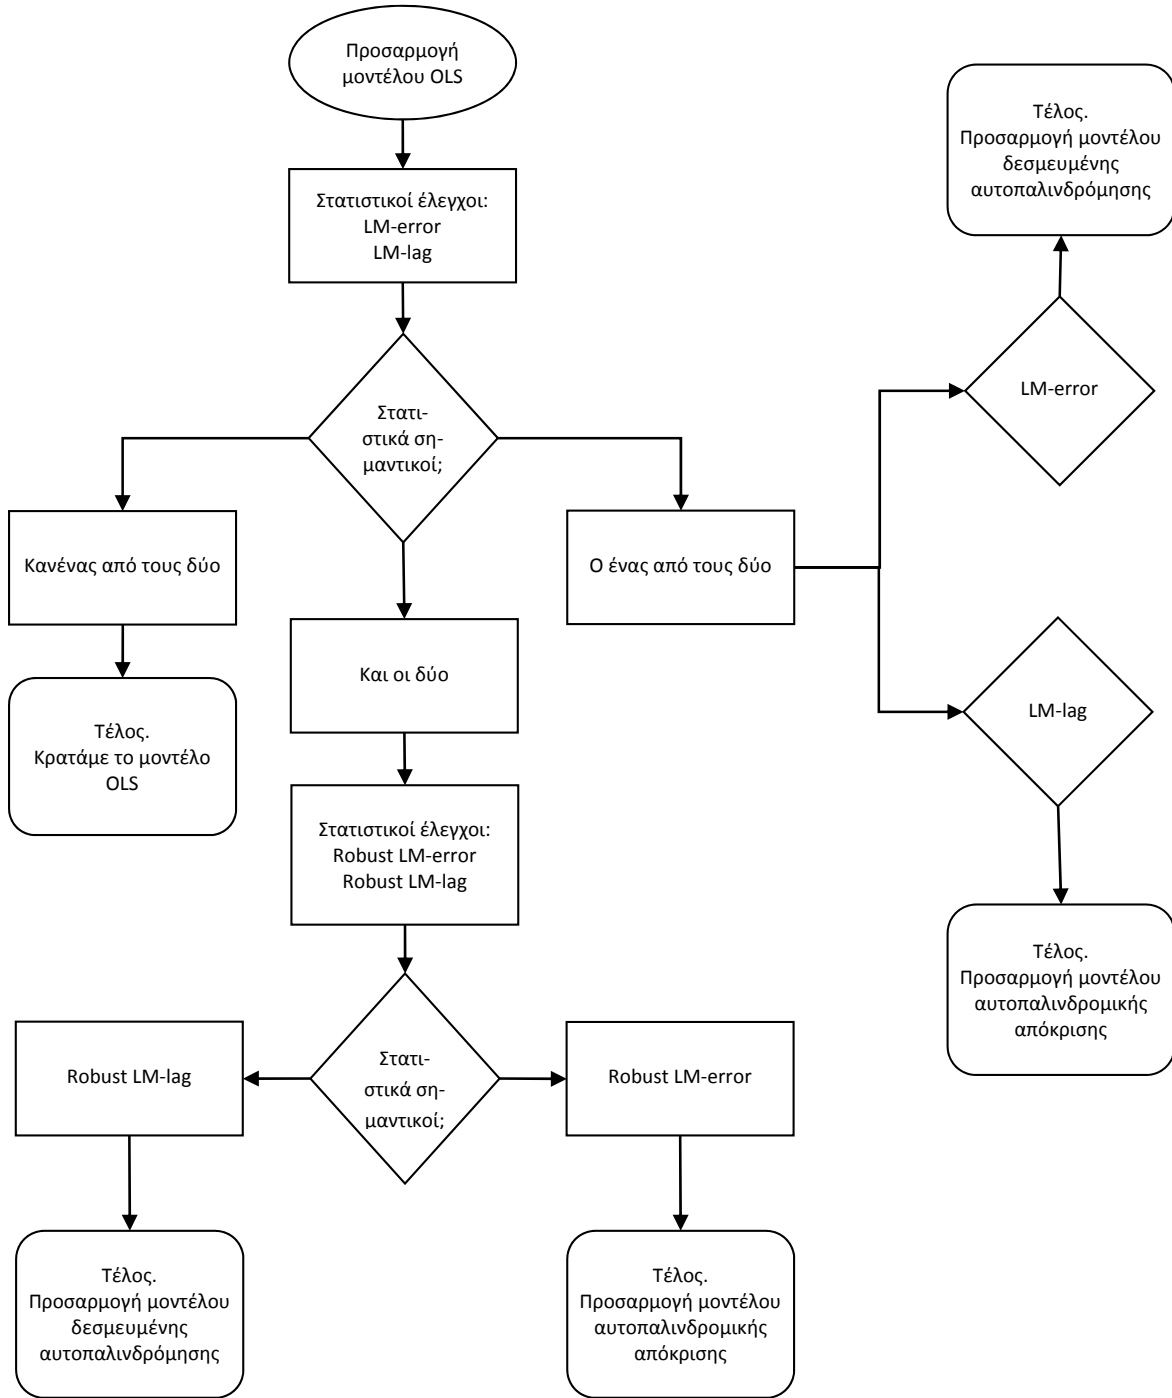 Προσαρμογή
μοντέλου OLS
Στατιστικοί έλεγχοι:
LM-error
LM-lag
Στατι-
στικά ση-
μαντικοί;
Κανένας από τους δύο
Τέλος.
Κρατάμε το μοντέλο
OLS
Και οι δύο
Ο ένας από τους δύο
LM-error
Τέλος.
Προσαρμογή μοντέλου
δεσμευμένης
αυτοπαλινδρόμησης
LM-lag
Τέλος.
Προσαρμογή μοντέλου
αυτοπαλινδρομικής
απόκρισης
Στατιστικοί έλεγχοι:
Robust LM-error
Robust LM-lag
Στατι-
στικά ση-
μαντικοί;
Robust LM-lag
Τέλος.
Προσαρμογή μοντέλου
δεσμευμένης
αυτοπαλινδρόμησης
Robust LM-error
Τέλος.
Προσαρμογή μοντέλου
αυτοπαλινδρομικής
απόκρισης